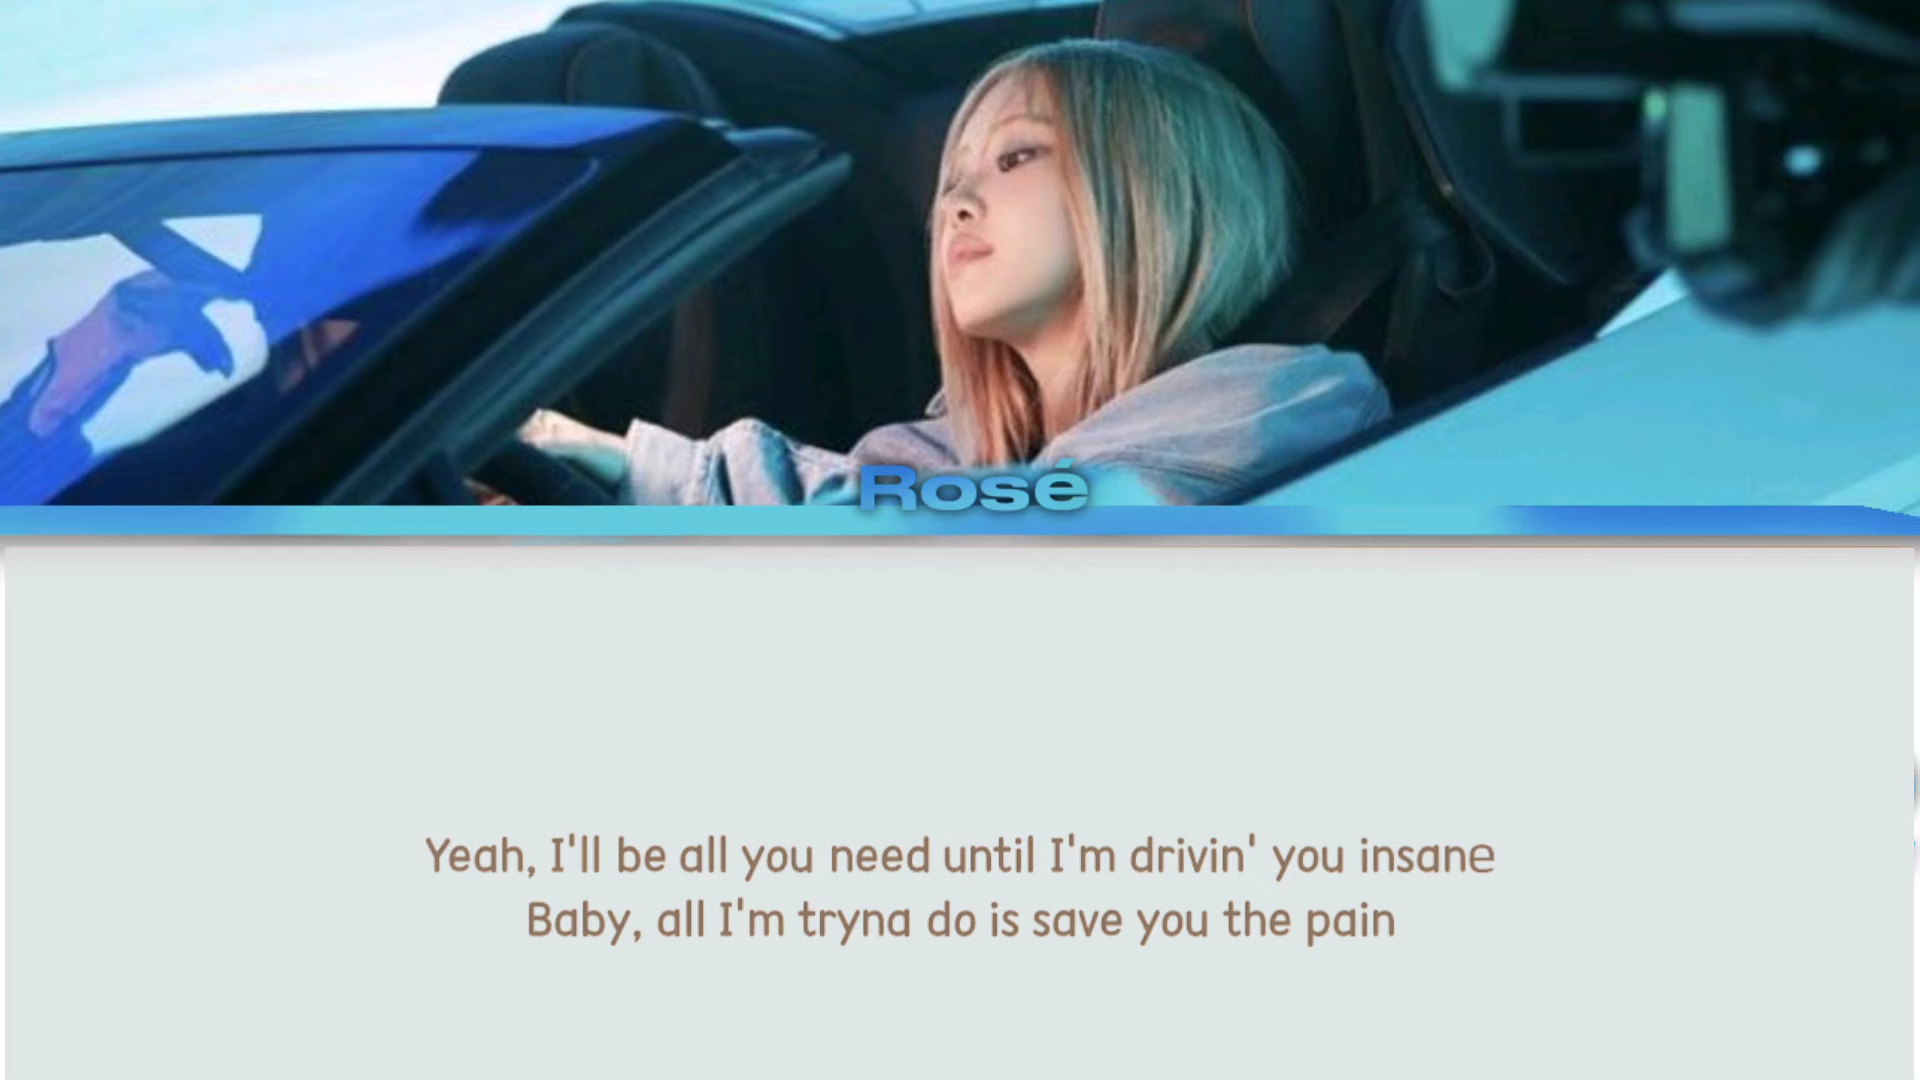 Rosé
Yeah, I'll be all you need until I'm drivin' you insane
Baby, all I'm tryna do is save you the pain